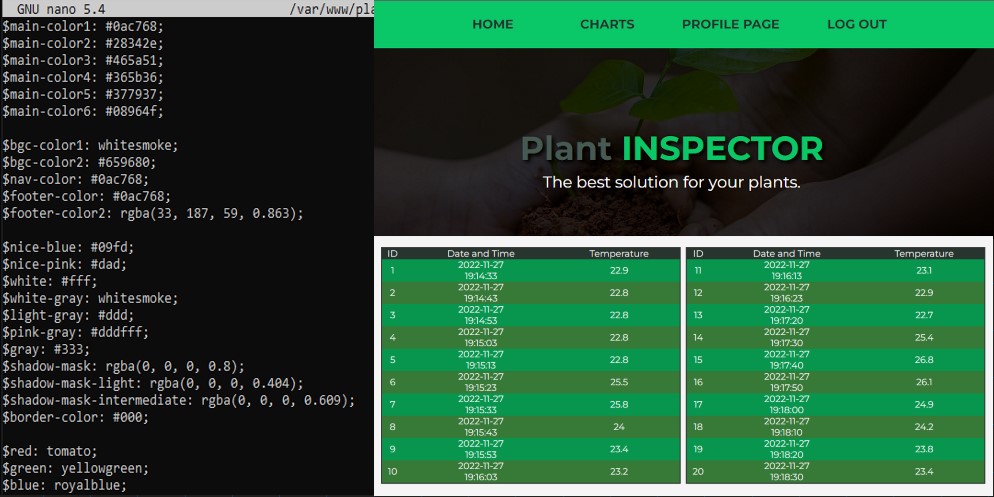 GNU nano 5.4 /var/www/pla
$main-color1: #0ac768;
$main-color2: #28342e;
$main-color3: #465a51;
$main-color4: #365b36;
$main-color5: #377937;
$main-color6: #08964f;
$bgc-color1: whitesmoke;
$bgc-color2: #659680;
$nav-color: #0ac768;
$footer-color: #0ac768;
$footer-color2: rgba(33, 187, 59, 0.863);
$nice-blue: #09fd;
$nice-pink: #dad;
$white: #fff;
$white-gray: whitesmoke;
$light-gray: #ddd;
$pink-gray: #dddfff;
$gray: #333;
$shadow-mask: rgba(0, 0, 0, 0.8);
$shadow-mask-light: rgba(0, 0, 0, 0.404);
$shadow-mask-intermediate: rgba(0, 0, 0, 0.609);
$border-color: #000;
$red: tomato;
$green: yellowgreen;
$blue: royalblue;
HOME CHARTS PROFILE PAGE LOG OUT
Plant INSPECTOR
The best solution for your plants.
ID Date and Time Temperature
1 2022-11-27 19:14:33 22.9
2 2022-11-27 19:14:43 22.8
3 2022-11-27 19:14:53 22.8
4 2022-11-27 19:15:03 22.8
5 2022-11-27 19:15:13 22.8
6 2022-11-27 19:15:23 25.5
7 2022-11-27 19:15:33 25.8
8 2022-11-27 19:15:43 24
9 2022-11-27 19:15:53 23.4
10 2022-11-27 19:16:03 23.2
ID Date and Time Temperature
11 2022-11-27 19:16:13 23.1
12 2022-11-27 19:16:23 22.9
13 2022-11-27 19:17:20 22.7
14 2022-11-27 19:17:30 25.4
15 2022-11-27 19:17:40 26.8
16 2022-11-27 19:17:50 26.1
17 2022-11-27 19:18:00 24.9
18 2022-11-27 19:18:10 24.2
19 2022-11-27 19:18:20 23.8
20 2022-11-27 19:18:30 23.4